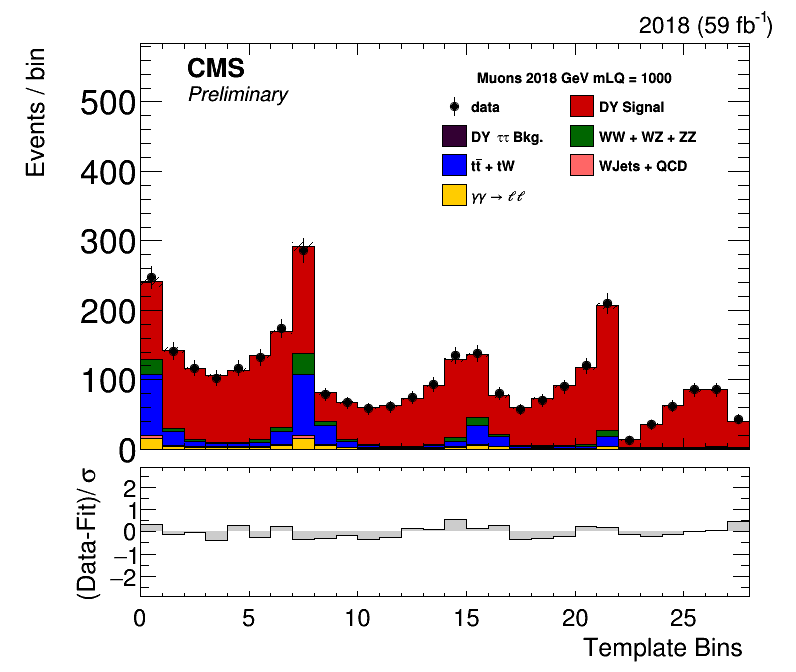 2018 (59 fb⁻¹)
CMS
Preliminary
Muons 2018 GeV mLQ = 1000
data
DY Signal
DY ττ Bkg.
WW + WZ + ZZ
tt̄ + tW
WJets + QCD
γγ → ℓℓ
Events / bin
500
400
300
200
100
0
(Data-Fit)/ σ
2
1
0
−1
−2
0 5 10 15 20 25
Template Bins